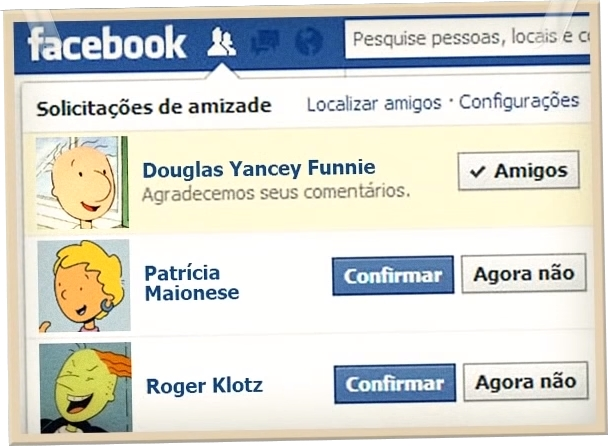 facebook Pesquise pessoas, locais e co
Solicitações de amizade Localizar amigos · Configurações
Douglas Yancey Funnie ✓ Amigos
Agradecemos seus comentários.
Patrícia
Maionese Confirmar Agora não
Roger Klotz Confirmar Agora não